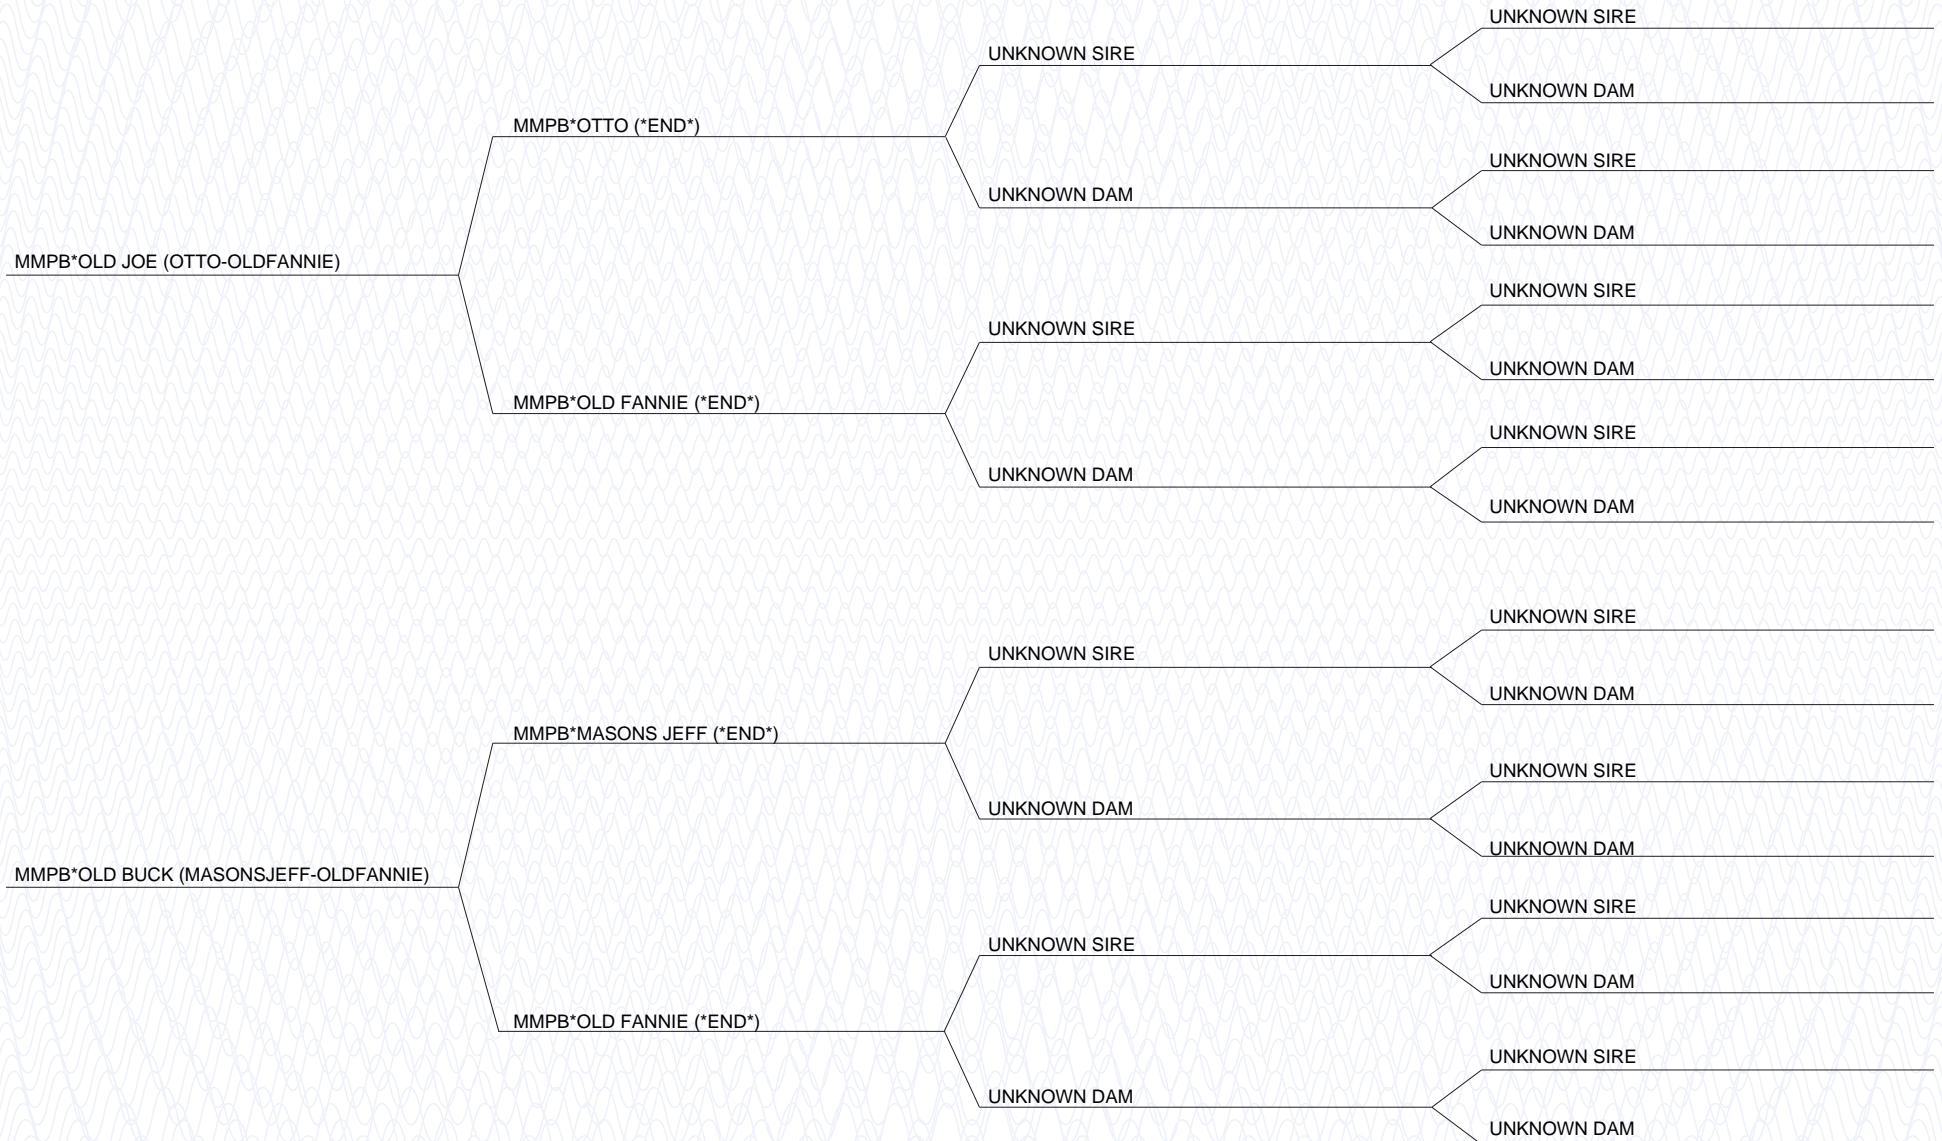 UNKNOWN SIRE
UNKNOWN SIRE
UNKNOWN DAM
MMPB*OTTO (*END*)
UNKNOWN SIRE
UNKNOWN DAM
UNKNOWN DAM
MMPB*OLD JOE (OTTO-OLDFANNIE)
UNKNOWN SIRE
UNKNOWN SIRE
UNKNOWN DAM
MMPB*OLD FANNIE (*END*)
UNKNOWN SIRE
UNKNOWN DAM
UNKNOWN DAM
UNKNOWN SIRE
UNKNOWN SIRE
UNKNOWN DAM
MMPB*MASONS JEFF (*END*)
UNKNOWN SIRE
UNKNOWN DAM
UNKNOWN DAM
MMPB*OLD BUCK (MASONSJEFF-OLDFANNIE)
UNKNOWN SIRE
UNKNOWN SIRE
UNKNOWN DAM
MMPB*OLD FANNIE (*END*)
UNKNOWN SIRE
UNKNOWN DAM
UNKNOWN DAM